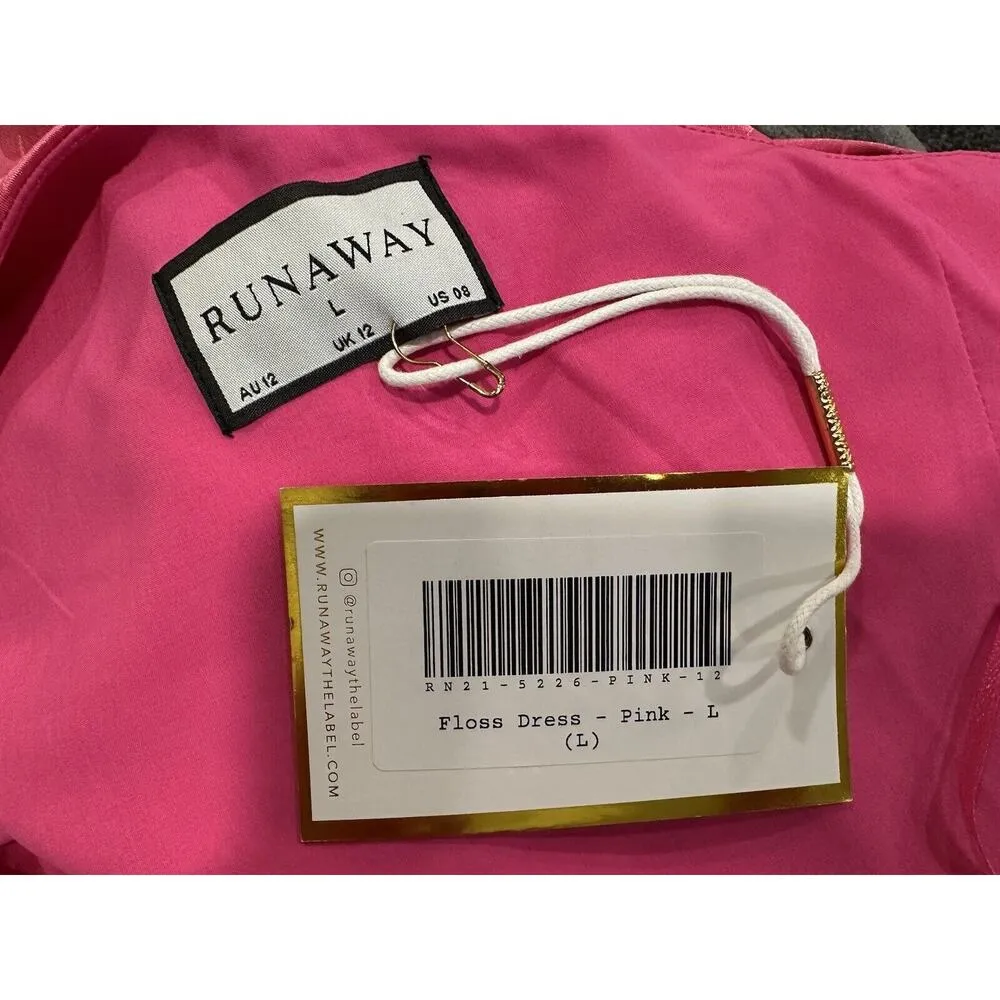 RUNAWAY
L
AU 12
UK 12
US 08
WWW.RUNAWAYTHELABEL.COM
@runawaythelabel
RN21-5226-PINK-12
Floss Dress - Pink - L
(L)